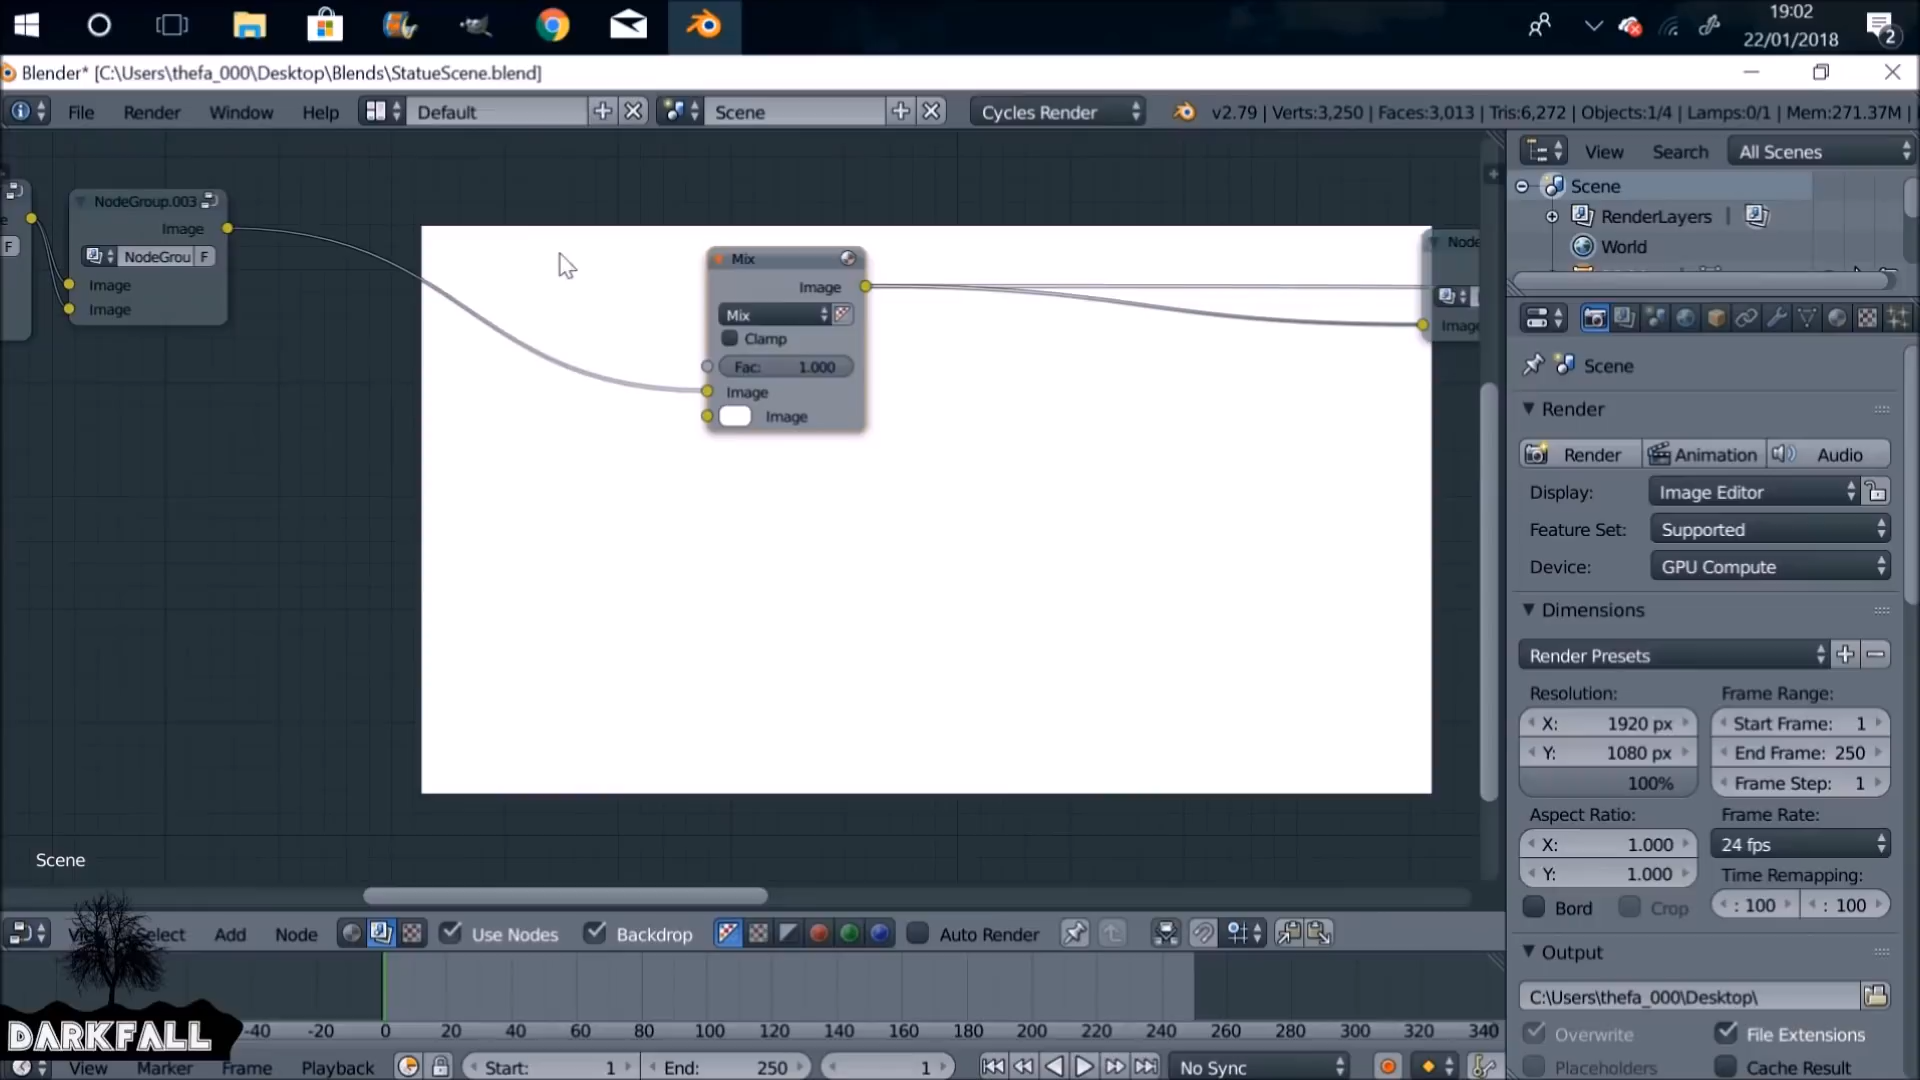 19:02
22/01/2018
2
Blender* [C:\Users\thefa_000\Desktop\Blends\StatueScene.blend]
File Render Window Help Default Scene Cycles Render v2.79 | Verts:3,250 | Faces:3,013 | Tris:6,272 | Objects:1/4 | Lamps:0/1 | Mem:271.37M |
View Search All Scenes
Scene
RenderLayers
World
NodeGroup.003
Image
NodeGrou F
Image
Image
e
F
Mix
Image
Mix
Clamp
Fac: 1.000
Image
Image
Node
Image
Scene
Render
Render Animation Audio
Display: Image Editor
Feature Set: Supported
Device: GPU Compute
Dimensions
Render Presets
Resolution: Frame Range:
X: 1920 px Start Frame: 1
Y: 1080 px End Frame: 250
100% Frame Step: 1
Aspect Ratio: Frame Rate:
X: 1.000 24 fps
Y: 1.000 Time Remapping:
Bord Crop : 100 : 100
Output
C:\Users\thefa_000\Desktop\
Overwrite File Extensions
Placeholders Cache Result
Scene
Select Add Node Use Nodes Backdrop Auto Render
DARKFALL
-40 -20 0 20 40 60 80 100 120 140 160 180 200 220 240 260 280 300 320 340
View Marker Frame Playback Start: 1 End: 250 1 No Sync